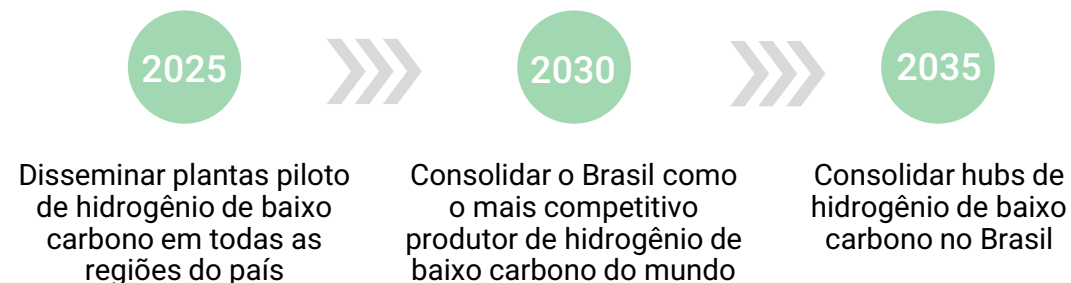 2025
2030
2035
Disseminar plantas piloto
de hidrogênio de baixo
carbono em todas as
regiões do país
Consolidar o Brasil como
o mais competitivo
produtor de hidrogênio de
baixo carbono do mundo
Consolidar hubs de
hidrogênio de baixo
carbono no Brasil